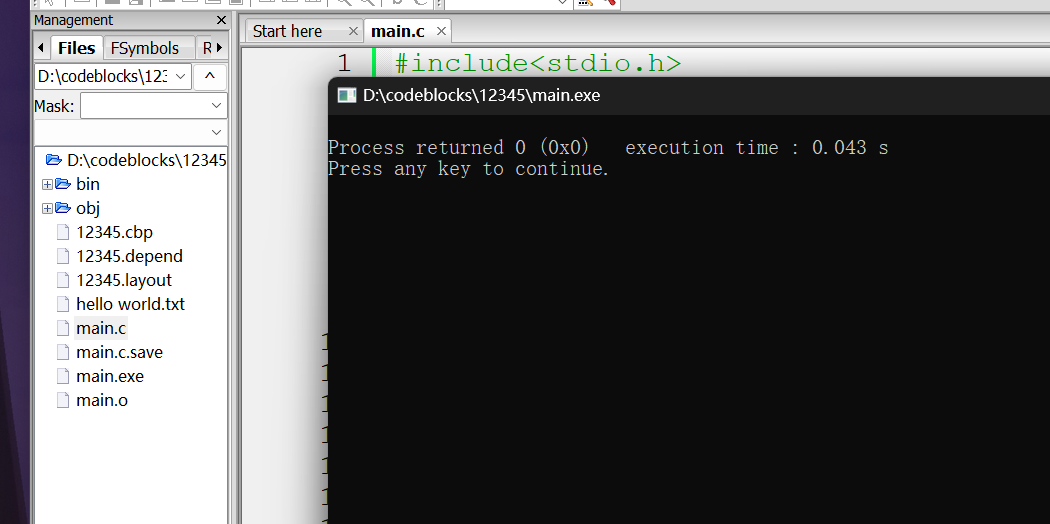 Management
Start here
main.c
Files
FSymbols
R
D:\codeblocks\123
Mask:
D:\codeblocks\12345
bin
obj
12345.cbp
12345.depend
12345.layout
hello world.txt
main.c
main.c.save
main.exe
main.o
1
#include<stdio.h>
D:\codeblocks\12345\main.exe
Process returned 0 (0x0)   execution time : 0.043 s
Press any key to continue.